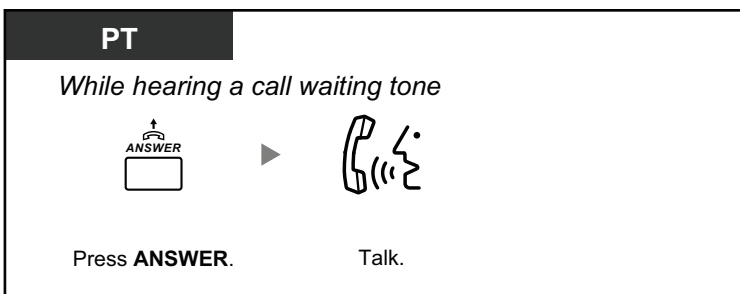 PT
While hearing a call waiting tone
ANSWER
Press ANSWER.
Talk.